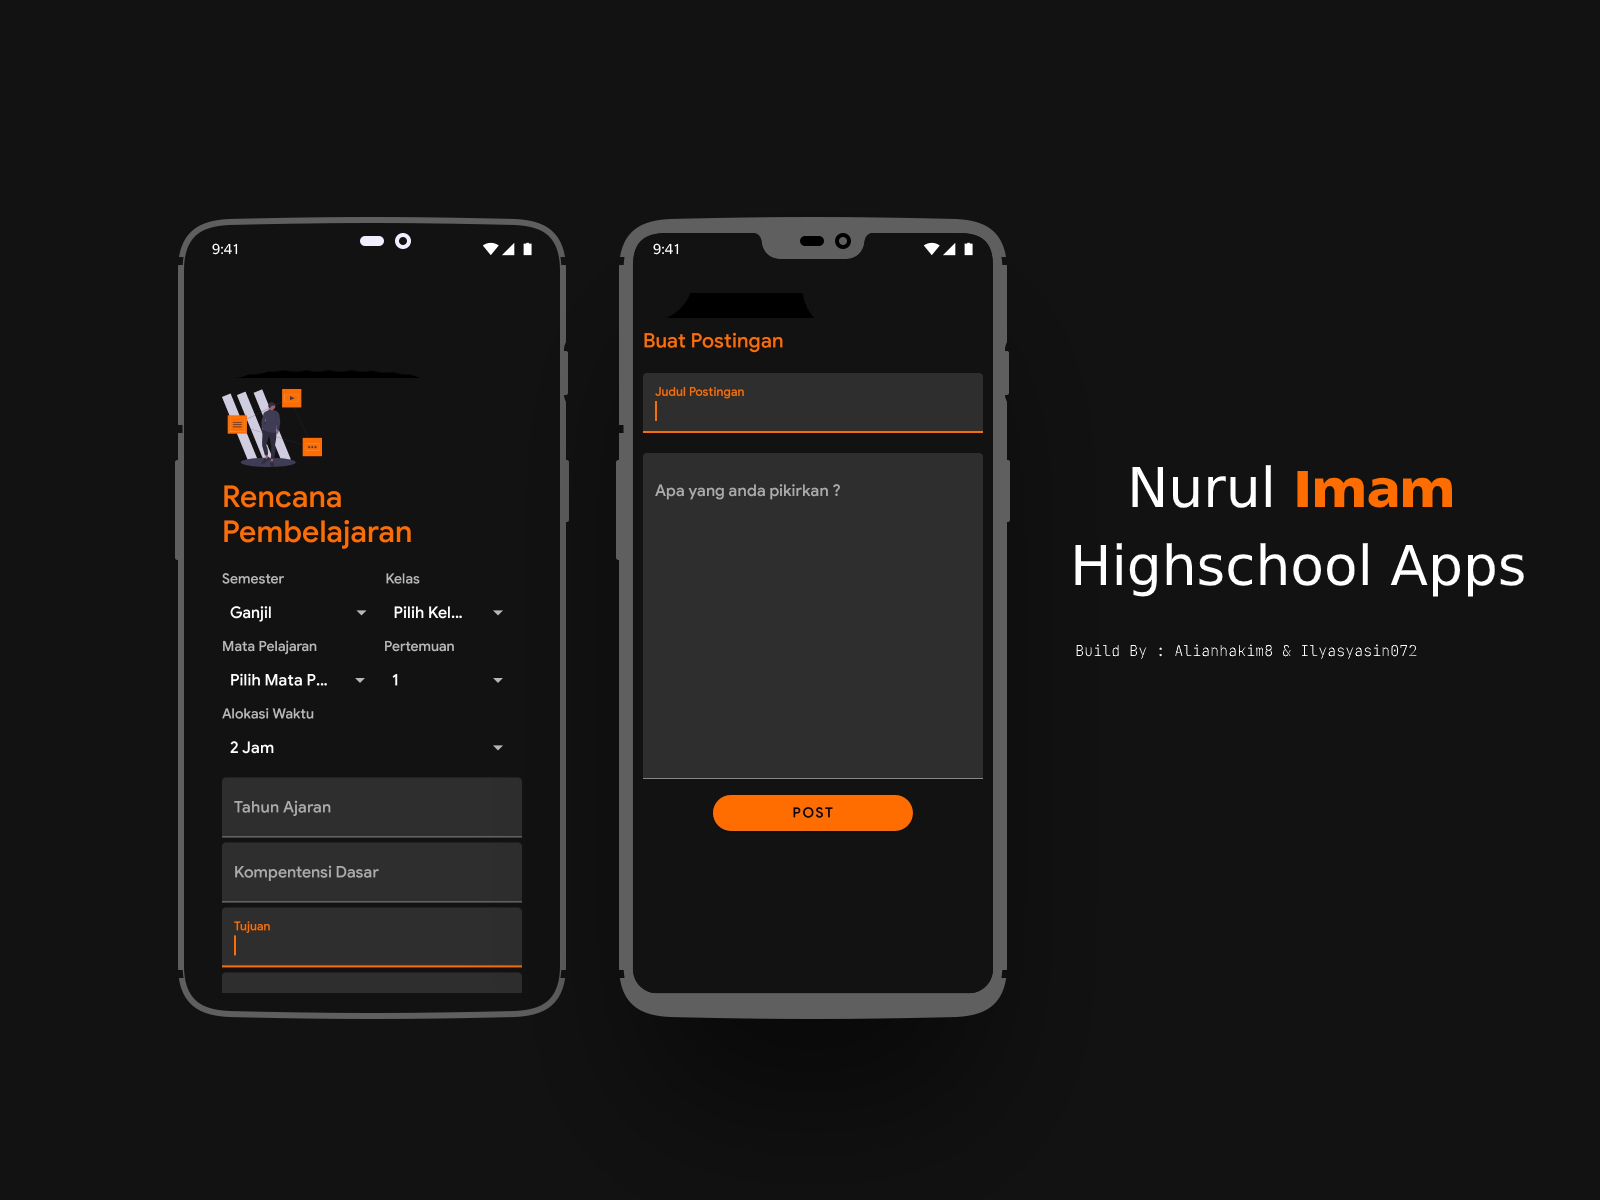 9:41
Rencana
Pembelajaran
Semester Kelas
Ganjil Pilih Kel...
Mata Pelajaran Pertemuan
Pilih Mata P... 1
Alokasi Waktu
2 Jam
Tahun Ajaran
Kompentensi Dasar
Tujuan
9:41
Buat Postingan
Judul Postingan
Apa yang anda pikirkan ?
POST
Nurul Imam
Highschool Apps
Build By : Alianhakim8 & Ilyasyasin072